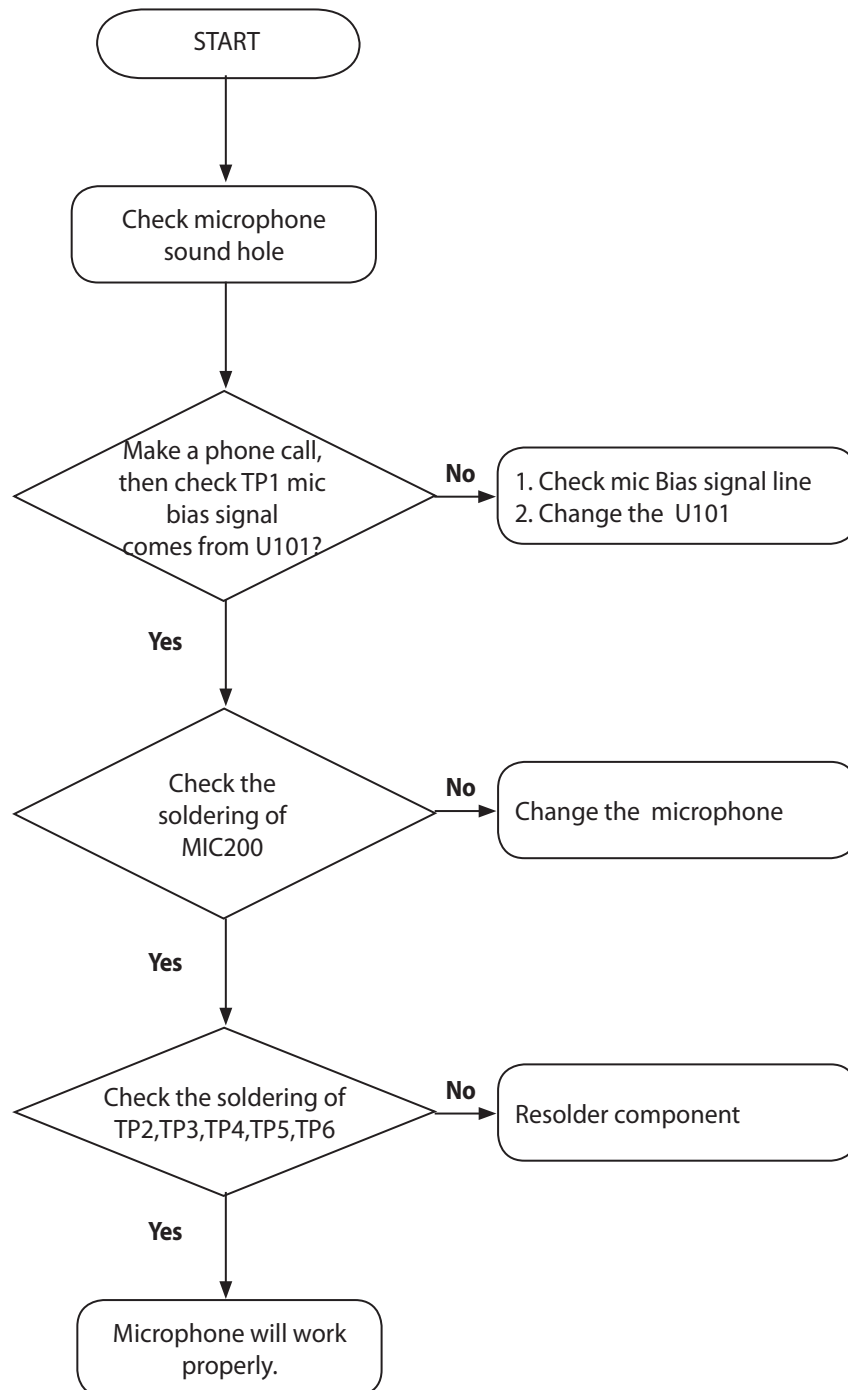 START
Check microphone
sound hole
Make a phone call,
then check TP1 mic
bias signal
comes from U101?
No
1. Check mic Bias signal line
2. Change the U101
Yes
Check the
soldering of
MIC200
No
Change the microphone
Yes
Check the soldering of
TP2,TP3,TP4,TP5,TP6
No
Resolder component
Yes
Microphone will work
properly.